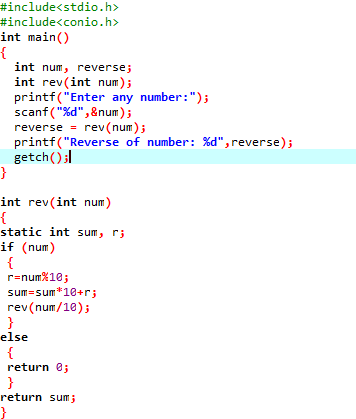 #include<stdio.h>
#include<conio.h>
int main()
{
  int num, reverse;
  int rev(int num);
  printf("Enter any number:");
  scanf("%d",&num);
  reverse = rev(num);
  printf("Reverse of number: %d",reverse);
  getch();
}

int rev(int num)
{
static int sum, r;
if (num)
 {
 r=num%10;
 sum=sum*10+r;
 rev(num/10);
 }
else
 {
 return 0;
 }
return sum;
}